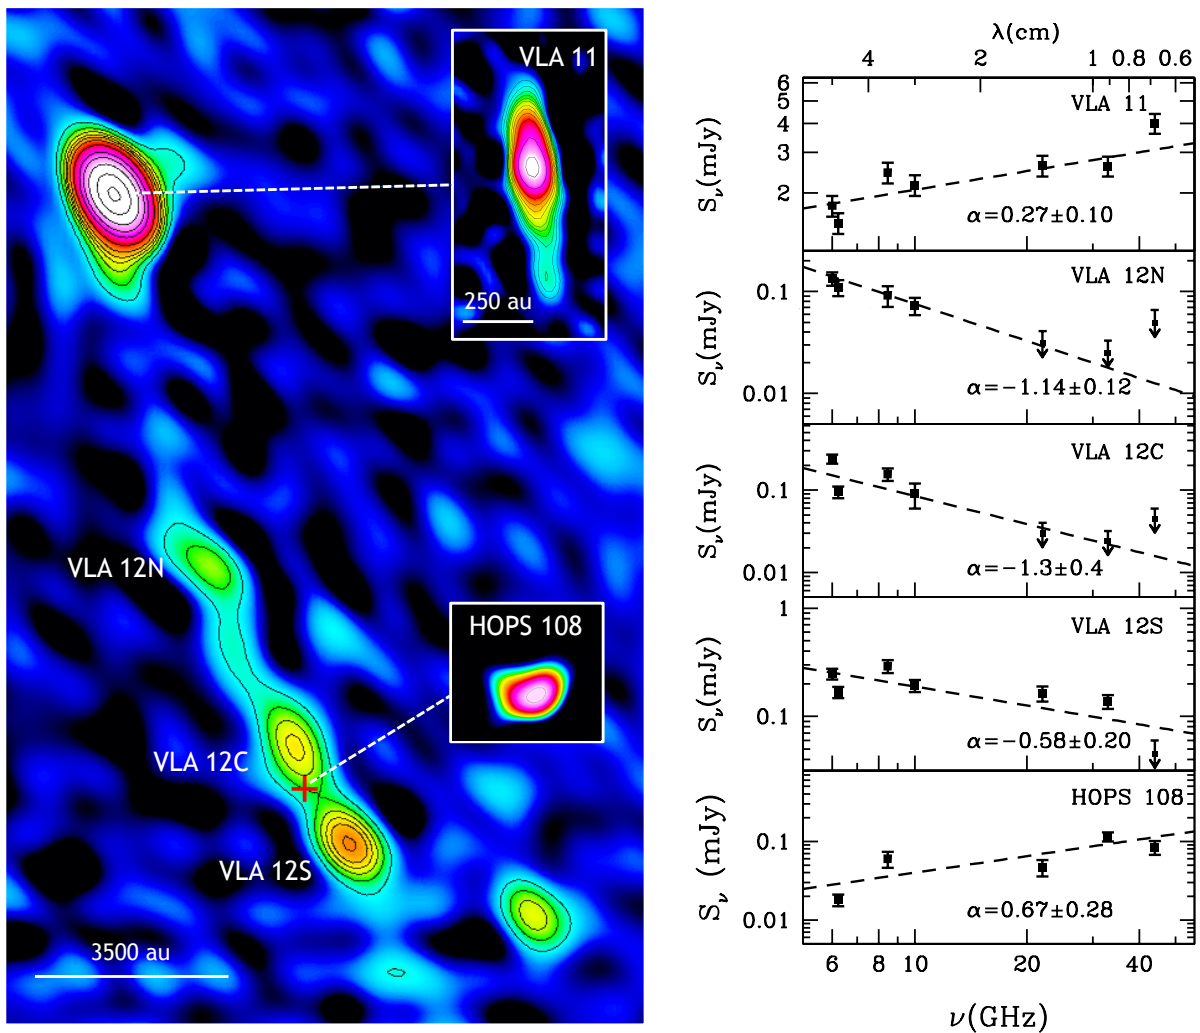 VLA 11
250 au
VLA 12N
HOPS 108
VLA 12C
VLA 12S
3500 au
λ(cm)
4 2 1 0.8 0.6
6
5
4
3
2
S_ν(mJy)
VLA 11
α=0.27±0.10
0.1
0.01
S_ν(mJy)
VLA 12N
α=−1.14±0.12
0.1
0.01
S_ν(mJy)
VLA 12C
α=−1.3±0.4
1
0.1
S_ν(mJy)
VLA 12S
α=−0.58±0.20
0.1
0.01
S_ν (mJy)
HOPS 108
α=0.67±0.28
6 8 10 20 40
ν(GHz)